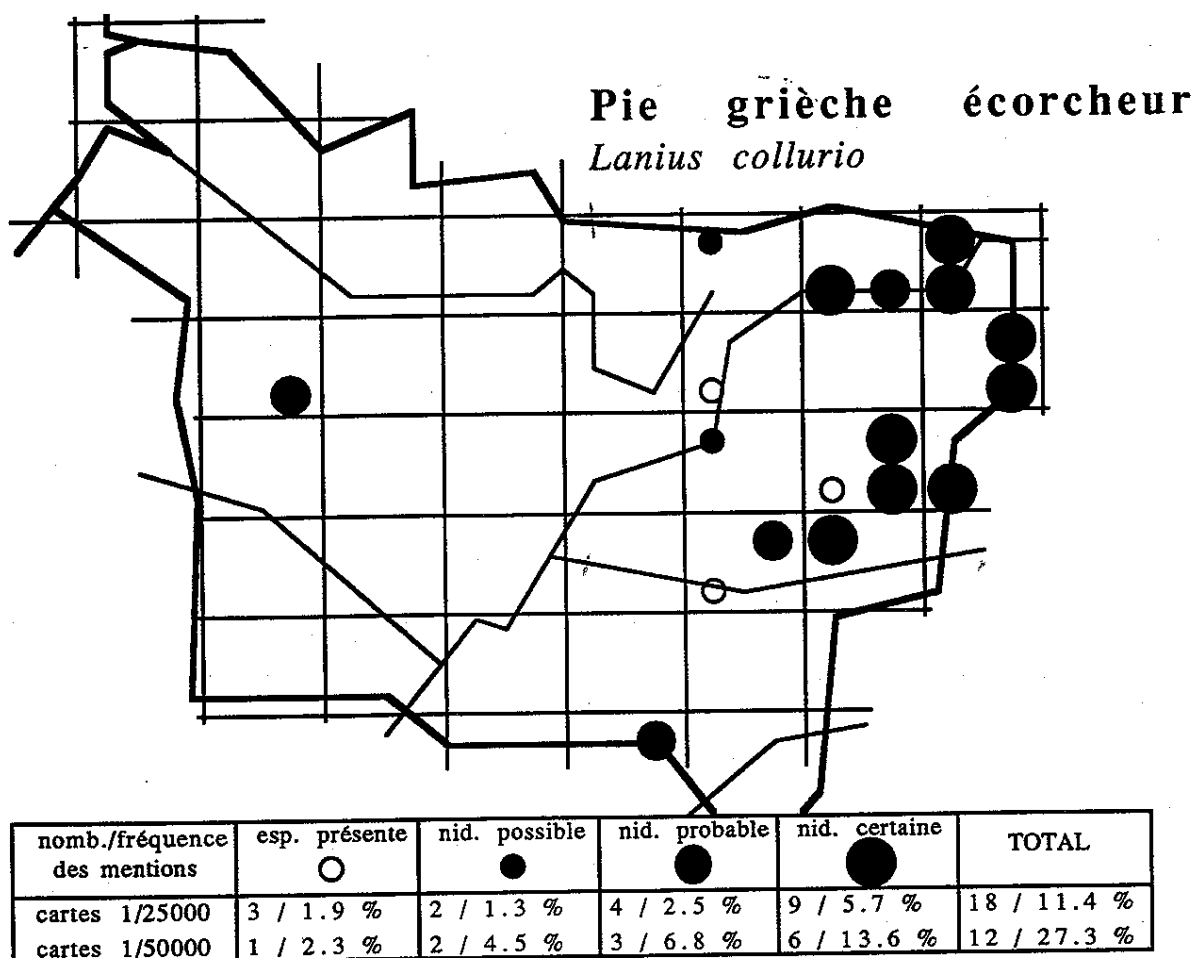 Pie grièche écorcheur
Lanius collurio
nomb./fréquence des mentions esp. présente nid. possible nid. probable nid. certaine TOTAL
cartes 1/25000 3 / 1.9 % 2 / 1.3 % 4 / 2.5 % 9 / 5.7 % 18 / 11.4 %
cartes 1/50000 1 / 2.3 % 2 / 4.5 % 3 / 6.8 % 6 / 13.6 % 12 / 27.3 %